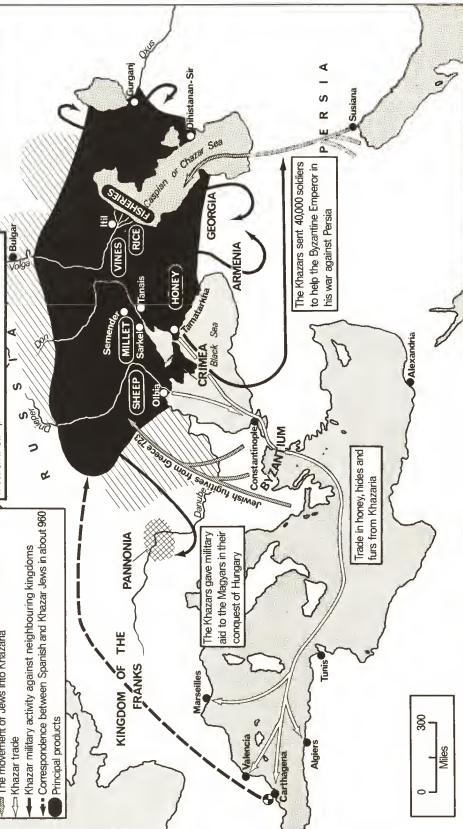 The movement of Jews into Khazaria
Khazar trade
Khazar military activity against neighbouring kingdoms
Correspondence between Spanish and Khazar Jews in about 960
Principal products
RUSSIA
Bulgar
Volga
Don
Dnieper
Oxus
Gurganj
Dihistanan-Sir
Itil
FISHERIES
VINES
RICE
Caspian or Chazar Sea
Semender
MILLET
Tanais
Sarkel
SHEEP
HONEY
Tamatarkha
Olbia
CRIMEA
Black Sea
GEORGIA
ARMENIA
PERSIA
Susiana
KINGDOM OF THE
FRANKS
PANNONIA
Danube
Jewish fugitives from Greece 723
Constantinople
BYZANTIUM
The Khazars gave military
aid to the Magyars in their
conquest of Hungary
The Khazars sent 40,000 soldiers
to help the Byzantine Emperor in
his war against Persia
Trade in honey, hides and
furs from Khazaria
Marseilles
Valencia
Carthagena
Algiers
Tunis
Alexandria
0 300
Miles